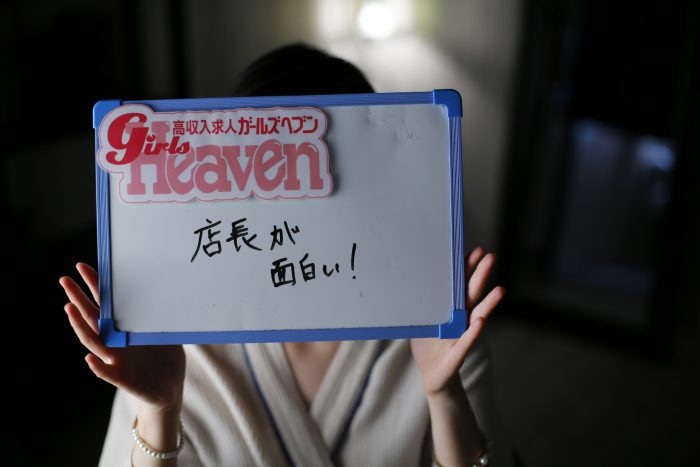 高収入求人ガールズヘブン
Girls
Heaven
店長が
面白い!